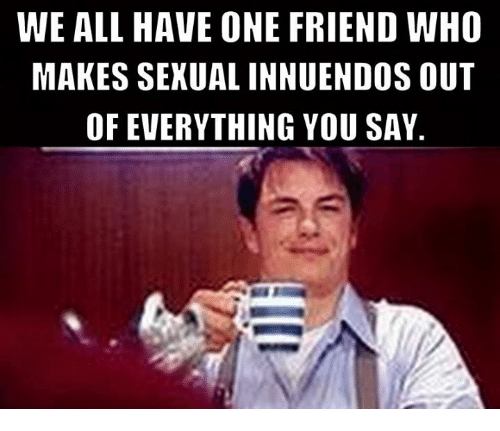 WE ALL HAVE ONE FRIEND WHO
MAKES SEXUAL INNUENDOS OUT
OF EVERYTHING YOU SAY.